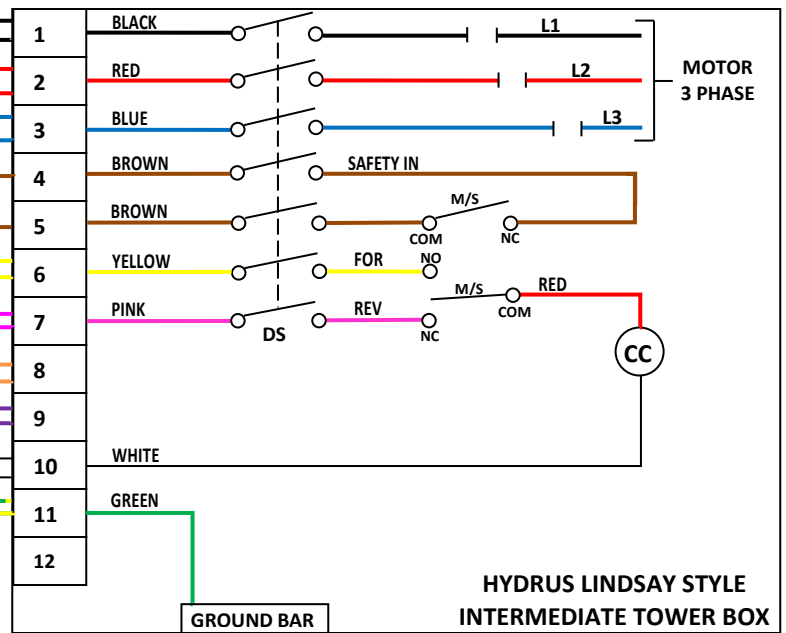 1 BLACK L1
2 RED L2 MOTOR
3 PHASE
3 BLUE L3
4 BROWN SAFETY IN
5 BROWN M/S
COM NC
6 YELLOW FOR NO
7 PINK REV M/S RED
COM
DS NC
CC
8
9
10 WHITE
11 GREEN
12
HYDRUS LINDSAY STYLE
GROUND BAR INTERMEDIATE TOWER BOX